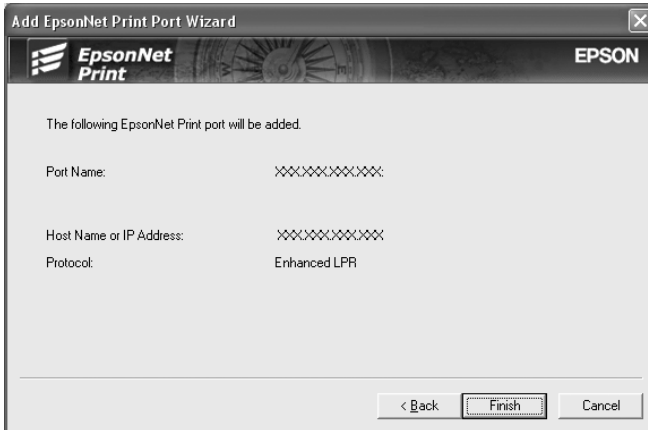 Add EpsonNet Print Port Wizard
EpsonNet
Print
EPSON
The following EpsonNet Print port will be added.
Port Name: XXX.XXX.XXX.XXX:
Host Name or IP Address: XXX.XXX.XXX.XXX
Protocol: Enhanced LPR
< Back Finish Cancel